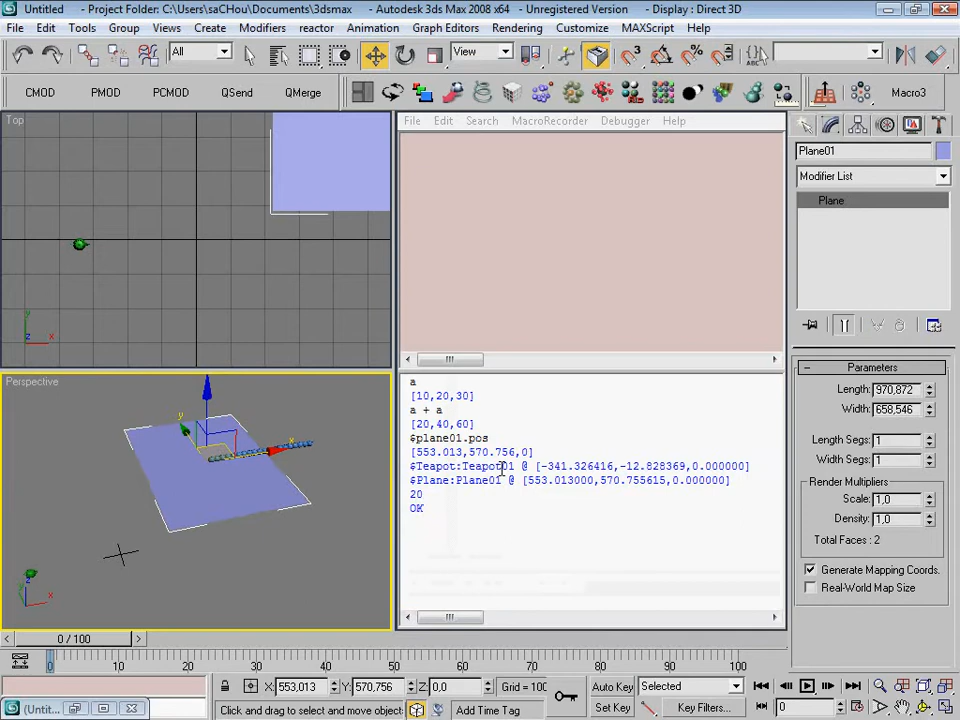 Untitled - Project Folder: C:\Users\saCHou\Documents\3dsmax - Autodesk 3ds Max 2008 x64 - Unregistered Version - Display : Direct 3D
File Edit Tools Group Views Create Modifiers reactor Animation Graph Editors Rendering Customize MAXScript Help
All View
CMOD PMOD PCMOD QSend QMerge Macro3
Top
File Edit Search MacroRecorder Debugger Help
Plane01
Modifier List
Plane
Perspective
a
[10,20,30]
a + a
[20,40,60]
$plane01.pos
[553.013,570.756,0]
$Teapot:Teapot01 @ [-341.326416,-12.828369,0.000000]
$Plane:Plane01 @ [553.013000,570.755615,0.000000]
20
OK
Parameters
Length: 970,872
Width: 658,546
Length Segs: 1
Width Segs: 1
Render Multipliers
Scale: 1,0
Density: 1,0
Total Faces : 2
Generate Mapping Coords.
Real-World Map Size
0 / 100
0 10 20 30 40 50 60 70 80 90 100
X: 553,013 Y: 570,756 Z: 0,0 Grid = 100 Auto Key Selected
(Untit... Click and drag to select and move objects Add Time Tag Set Key Key Filters... 0